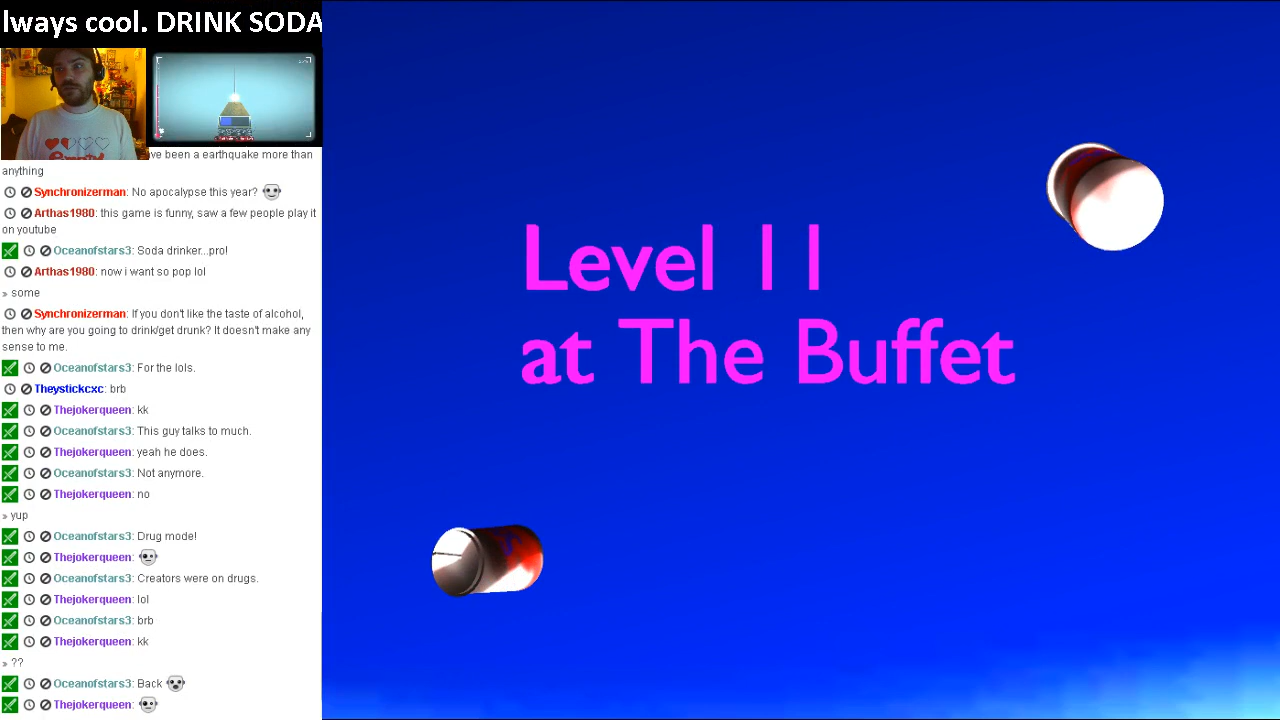 lways cool. DRINK SODA
ve been a earthquake more than
anything
Synchronizerman: No apocalypse this year?
Arthas1980: this game is funny, saw a few people play it
on youtube
Oceanofstars3: Soda drinker...pro!
Arthas1980: now i want so pop lol
» some
Synchronizerman: If you don't like the taste of alcohol,
then why are you going to drink/get drunk? It doesn't make any
sense to me.
Oceanofstars3: For the lols.
Theystickcxc: brb
Thejokerqueen: kk
Oceanofstars3: This guy talks to much.
Thejokerqueen: yeah he does.
Oceanofstars3: Not anymore.
Thejokerqueen: no
» yup
Oceanofstars3: Drug mode!
Thejokerqueen:
Oceanofstars3: Creators were on drugs.
Thejokerqueen: lol
Oceanofstars3: brb
Thejokerqueen: kk
» ??
Oceanofstars3: Back
Thejokerqueen:
Level 11
at The Buffet